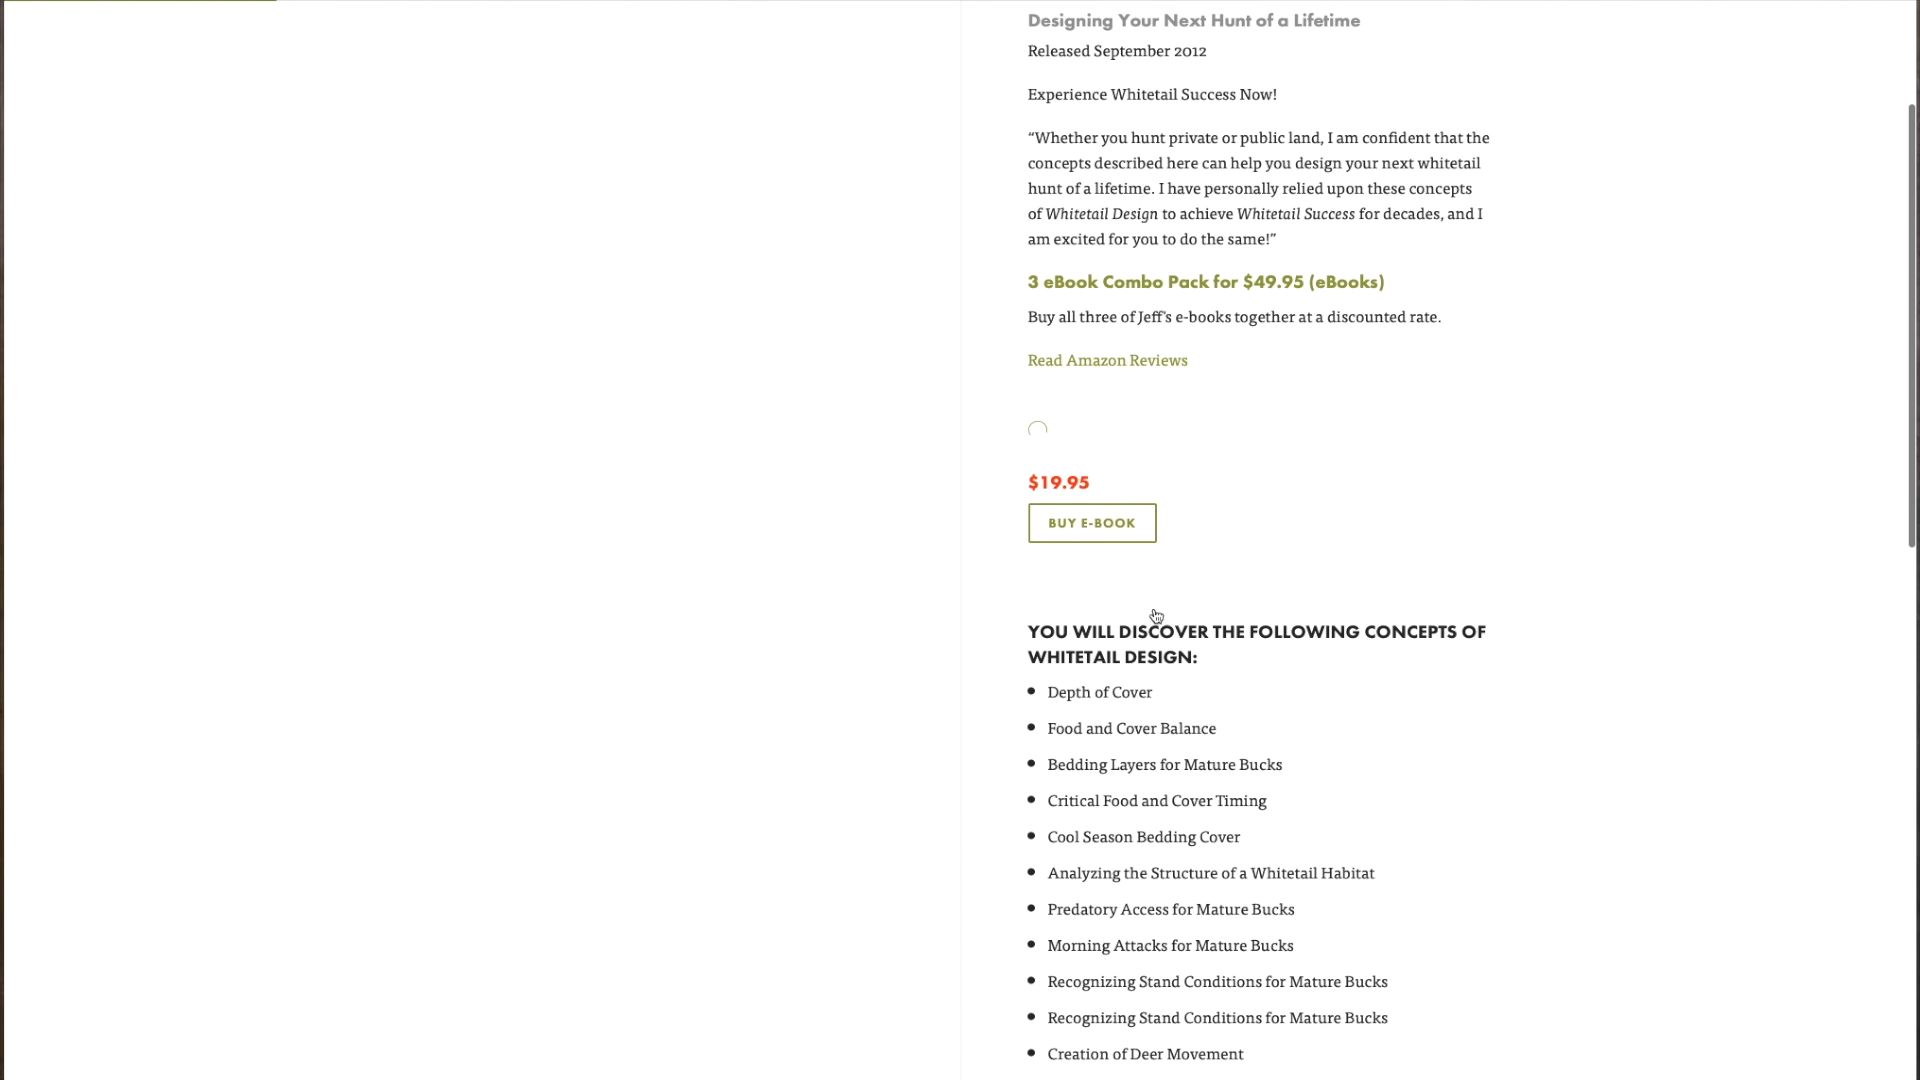 Designing Your Next Hunt of a Lifetime
Released September 2012
Experience Whitetail Success Now!
“Whether you hunt private or public land, I am confident that the
concepts described here can help you design your next whitetail
hunt of a lifetime. I have personally relied upon these concepts
of Whitetail Design to achieve Whitetail Success for decades, and I
am excited for you to do the same!”
3 eBook Combo Pack for $49.95 (eBooks)
Buy all three of Jeff's e-books together at a discounted rate.
Read Amazon Reviews
$19.95
BUY E-BOOK
YOU WILL DISCOVER THE FOLLOWING CONCEPTS OF
WHITETAIL DESIGN:
Depth of Cover
Food and Cover Balance
Bedding Layers for Mature Bucks
Critical Food and Cover Timing
Cool Season Bedding Cover
Analyzing the Structure of a Whitetail Habitat
Predatory Access for Mature Bucks
Morning Attacks for Mature Bucks
Recognizing Stand Conditions for Mature Bucks
Recognizing Stand Conditions for Mature Bucks
Creation of Deer Movement